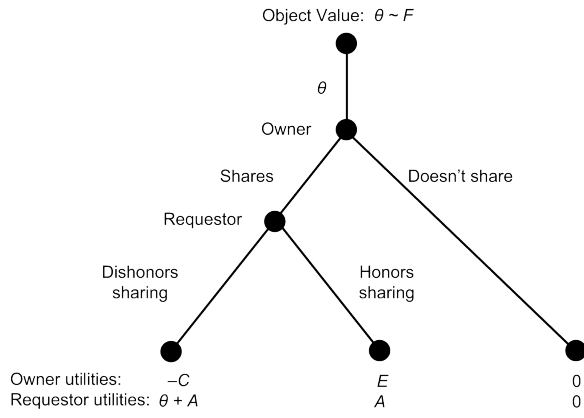 Object Value: θ ~ F
θ
Owner
Shares
Doesn't share
Requestor
Dishonors
sharing
Honors
sharing
Owner utilities: –C E 0
Requestor utilities: θ + A A 0